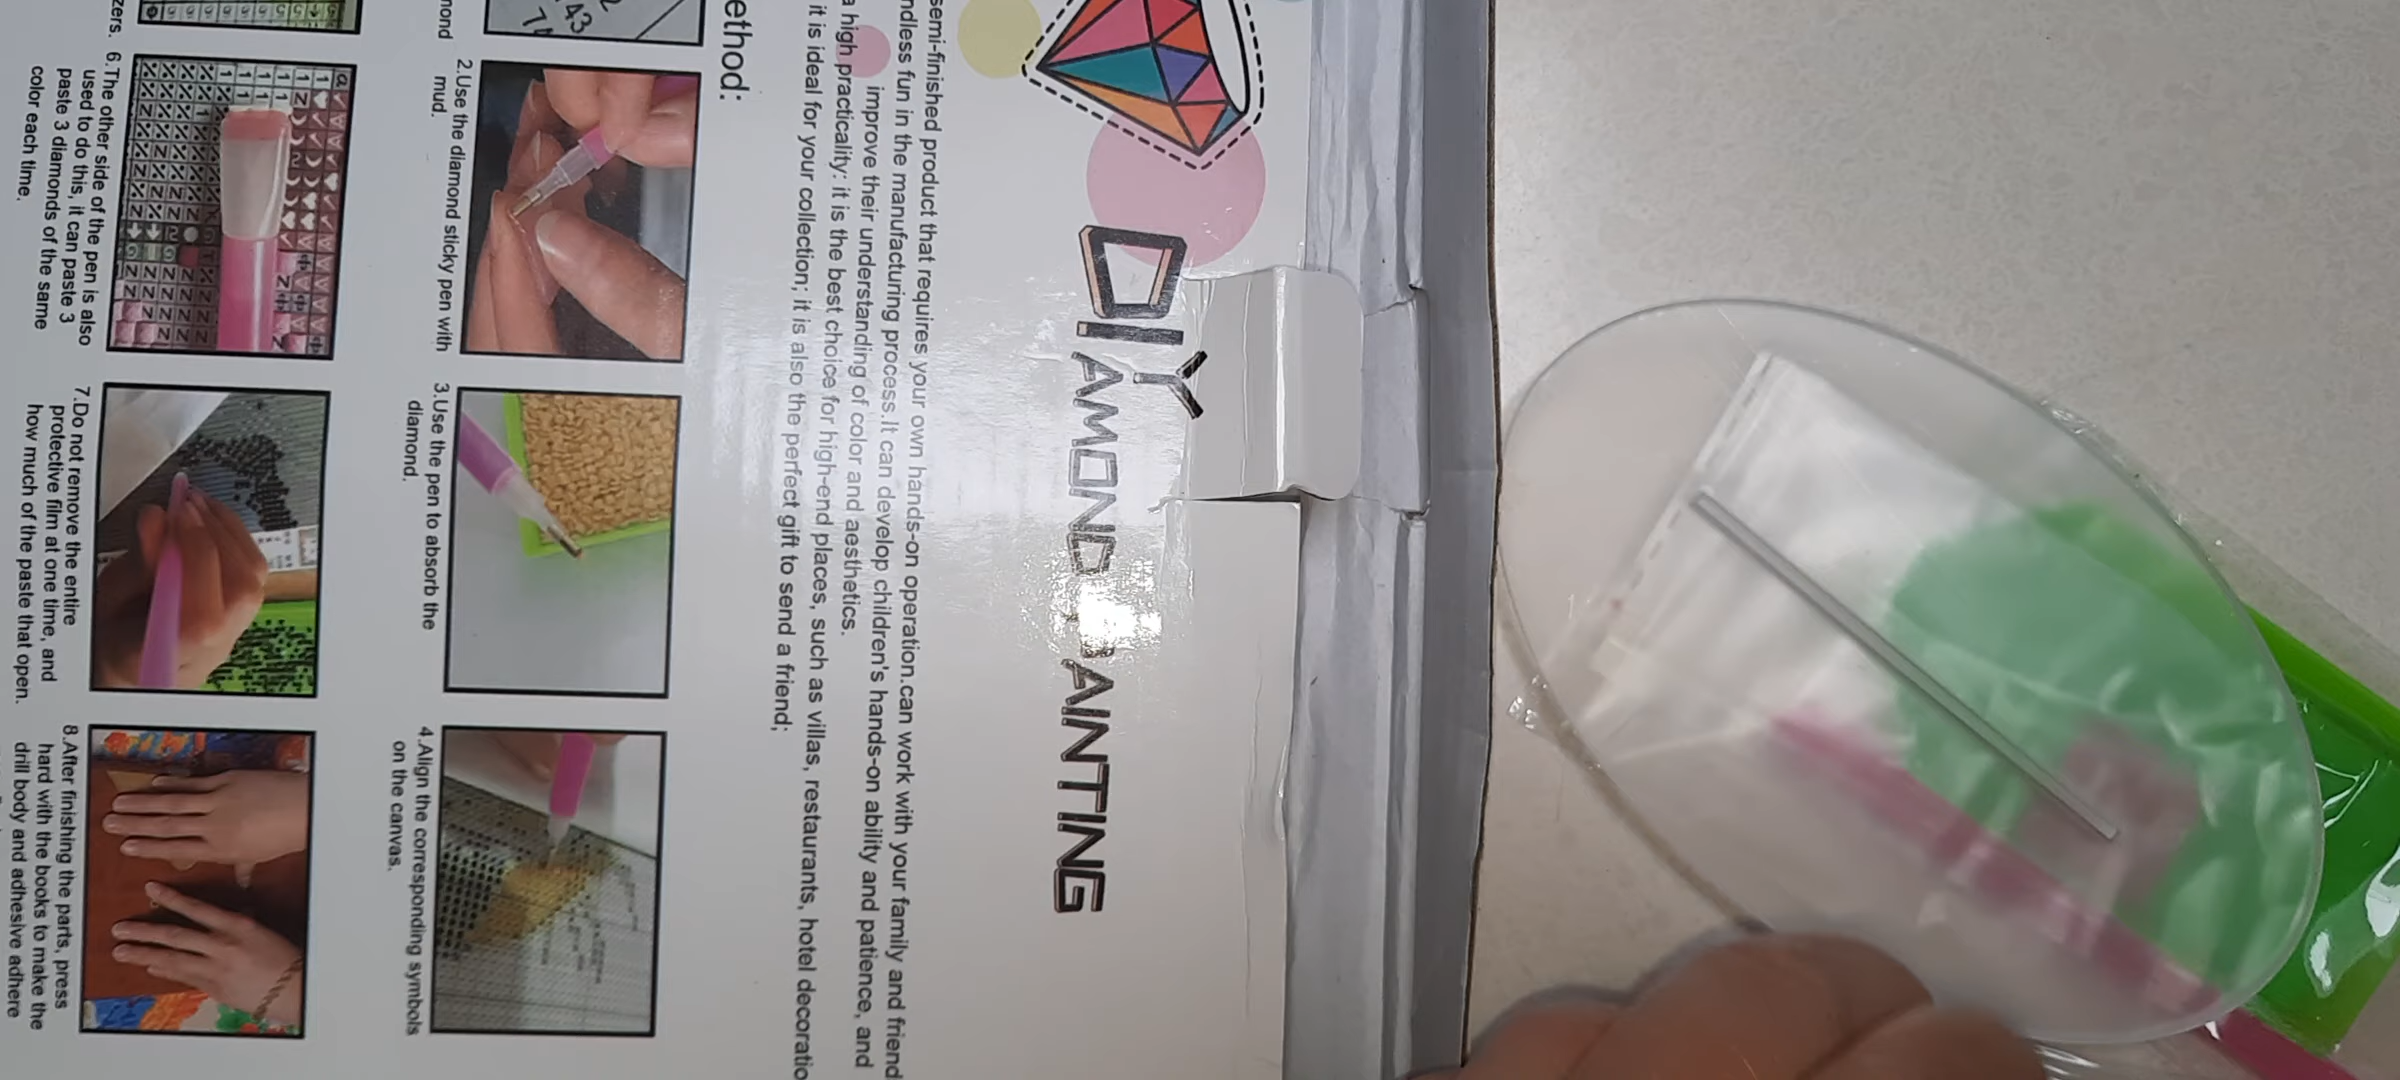 DIY
DIAMOND PAINTING
semi-finished product that requires your own hands-on operation.can work with your family and friend
ndless fun in the manufacturing process.It can develop children's hands-on ability and patience, and
improve their understanding of color and aesthetics.
a high practicality: it is the best choice for high-end places, such as villas, restaurants, hotel decoratio
it is ideal for your collection; it is also the perfect gift to send a friend;
ethod:
43
mond
2.Use the diamond sticky pen with
mud.
3.Use the pen to absorb the
diamond.
4.Align the corresponding symbols
on the canvas.
zers.
6.The other side of the pen is also
used to do this, it can paste 3
paste 3 diamonds of the same
color each time.
7.Do not remove the entire
protective film at one time, and
how much of the paste that open.
8.After finishing the parts, press
hard with the books to make the
drill body and adhesive adhere